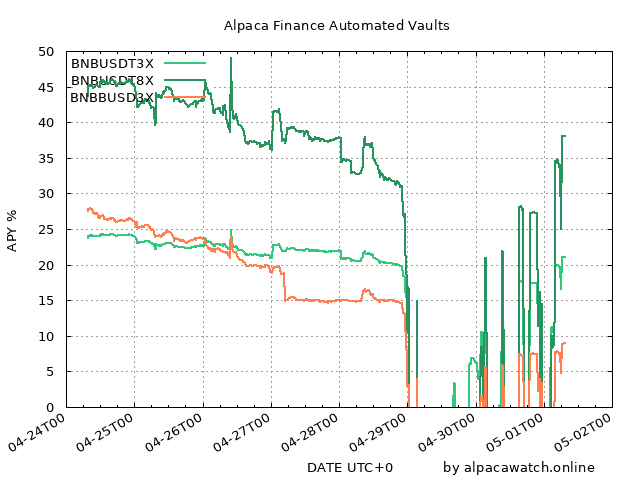 Alpaca Finance Automated Vaults
APY %
50
45
40
35
30
25
20
15
10
5
0
BNBUSDT3X
BNBUSDT8X
BNBBUSD3X
04-24T00
04-25T00
04-26T00
04-27T00
04-28T00
04-29T00
04-30T00
05-01T00
05-02T00
DATE UTC+0
by alpacawatch.online